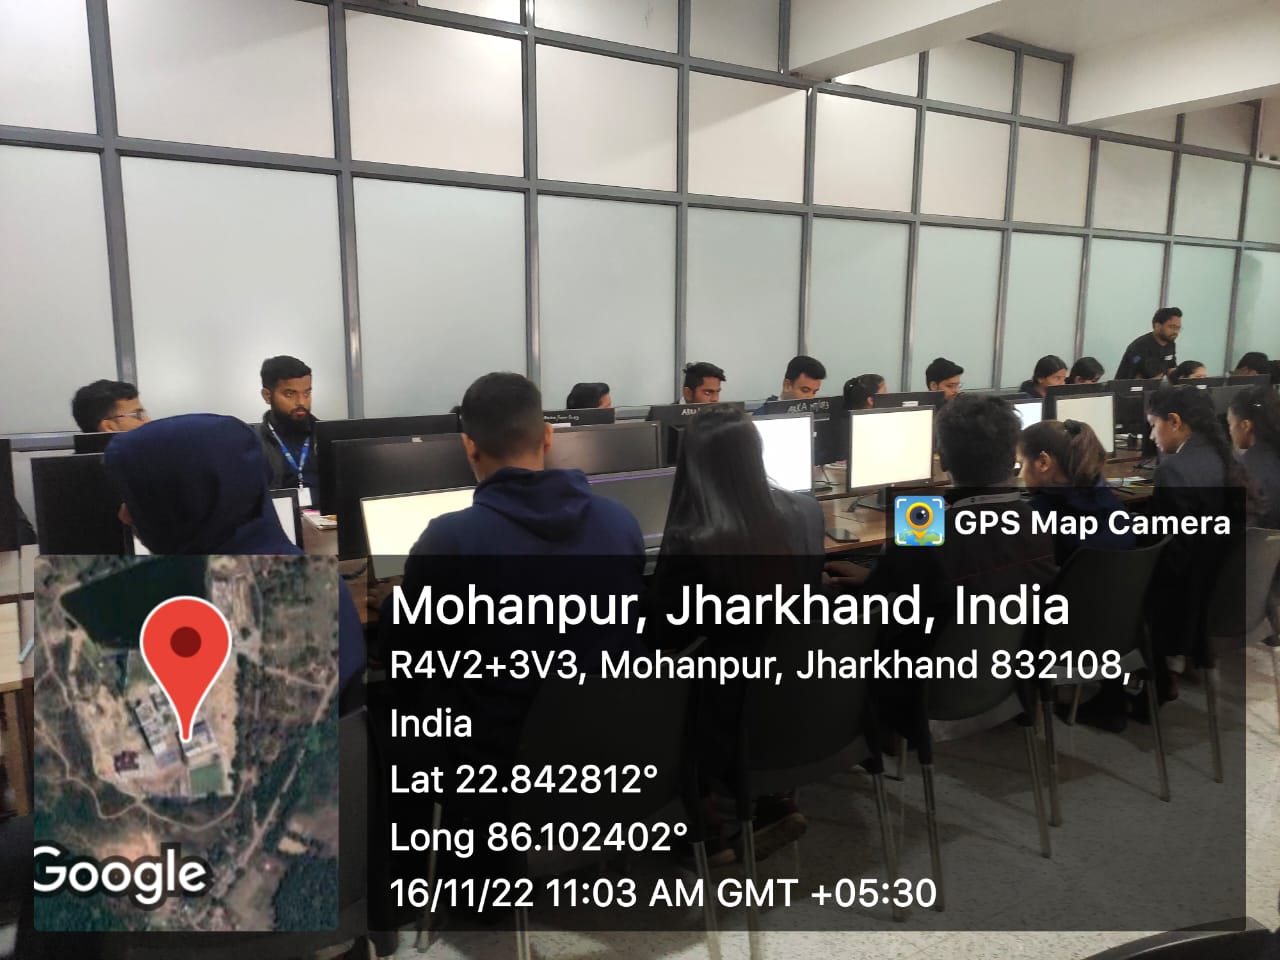 GPS Map Camera
Mohanpur, Jharkhand, India
R4V2+3V3, Mohanpur, Jharkhand 832108,
India
Lat 22.842812°
Long 86.102402°
16/11/22 11:03 AM GMT +05:30
Google